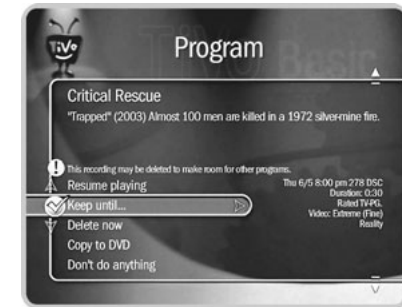 TiVo
Program
Critical Rescue
"Trapped" (2003) Almost 100 men are killed in a 1972 silver-mine fire.
This recording may be deleted to make room for other programs.
Resume playing
Keep until...
Delete now
Copy to DVD
Don't do anything
Thu 6/5 8:00 pm 278 DSC
Duration: 0:30
Rated TV-PG.
Video: Extreme (Fine)
Reality